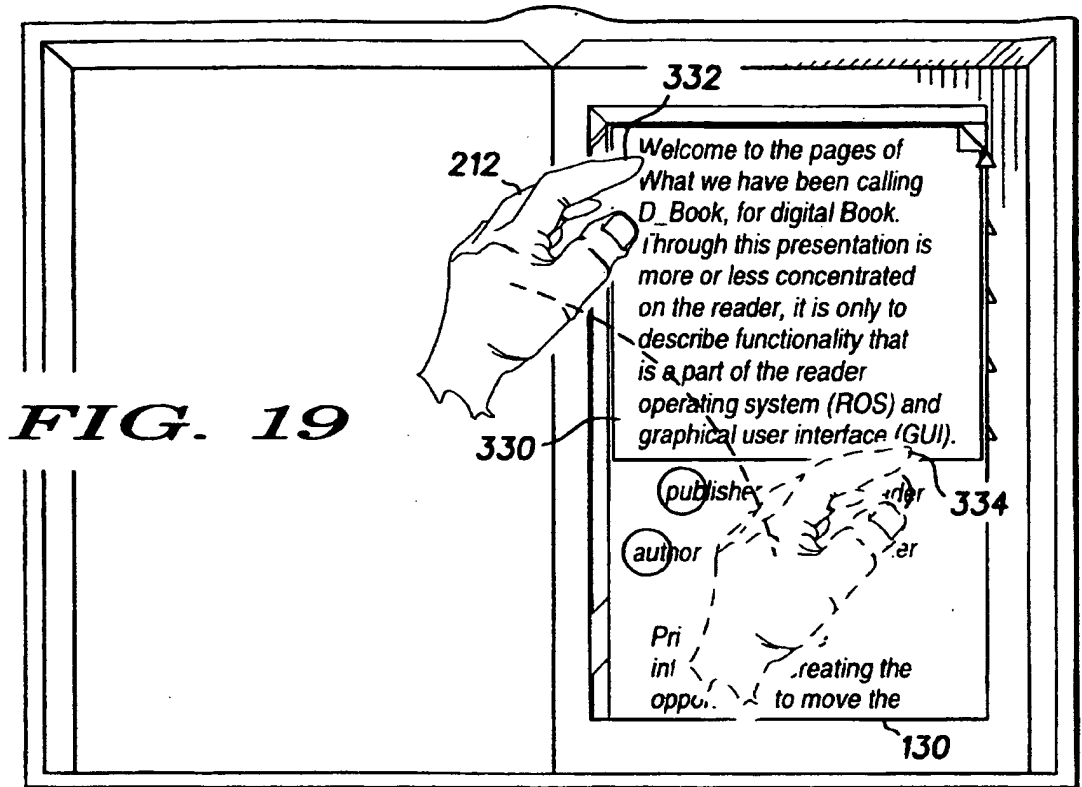 332
212
Welcome to the pages of
What we have been calling
D_Book, for digital Book.
Through this presentation is
more or less concentrated
on the reader, it is only to
describe functionality that
is a part of the reader
operating system (ROS) and
graphical user interface (GUI).
FIG. 19
330
publisher
334
author
Pri
int reating the
oppo to move the
130